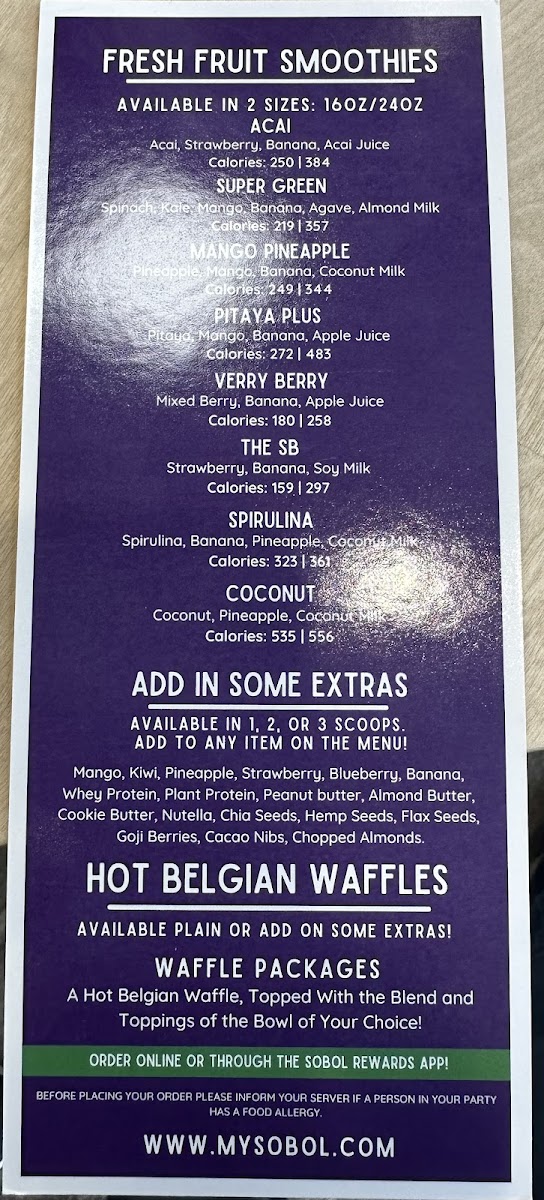 FRESH FRUIT SMOOTHIES
AVAILABLE IN 2 SIZES: 16OZ/24OZ
ACAI
Acai, Strawberry, Banana, Acai Juice
Calories: 250 | 384
SUPER GREEN
Spinach, Kale, Mango, Banana, Agave, Almond Milk
Calories: 219 | 357
MANGO PINEAPPLE
Pineapple, Mango, Banana, Coconut Milk
Calories: 249 | 344
PITAYA PLUS
Pitaya, Mango, Banana, Apple Juice
Calories: 272 | 483
VERRY BERRY
Mixed Berry, Banana, Apple Juice
Calories: 180 | 258
THE SB
Strawberry, Banana, Soy Milk
Calories: 159 | 297
SPIRULINA
Spirulina, Banana, Pineapple, Coconut Milk
Calories: 323 | 361
COCONUT
Coconut, Pineapple, Coconut Milk
Calories: 535 | 556
ADD IN SOME EXTRAS
AVAILABLE IN 1, 2, OR 3 SCOOPS.
ADD TO ANY ITEM ON THE MENU!
Mango, Kiwi, Pineapple, Strawberry, Blueberry, Banana,
Whey Protein, Plant Protein, Peanut butter, Almond Butter,
Cookie Butter, Nutella, Chia Seeds, Hemp Seeds, Flax Seeds,
Goji Berries, Cacao Nibs, Chopped Almonds.
HOT BELGIAN WAFFLES
AVAILABLE PLAIN OR ADD ON SOME EXTRAS!
WAFFLE PACKAGES
A Hot Belgian Waffle, Topped With the Blend and
Toppings of the Bowl of Your Choice!
ORDER ONLINE OR THROUGH THE SOBOL REWARDS APP!
BEFORE PLACING YOUR ORDER PLEASE INFORM YOUR SERVER IF A PERSON IN YOUR PARTY
HAS A FOOD ALLERGY.
WWW.MYSOBOL.COM